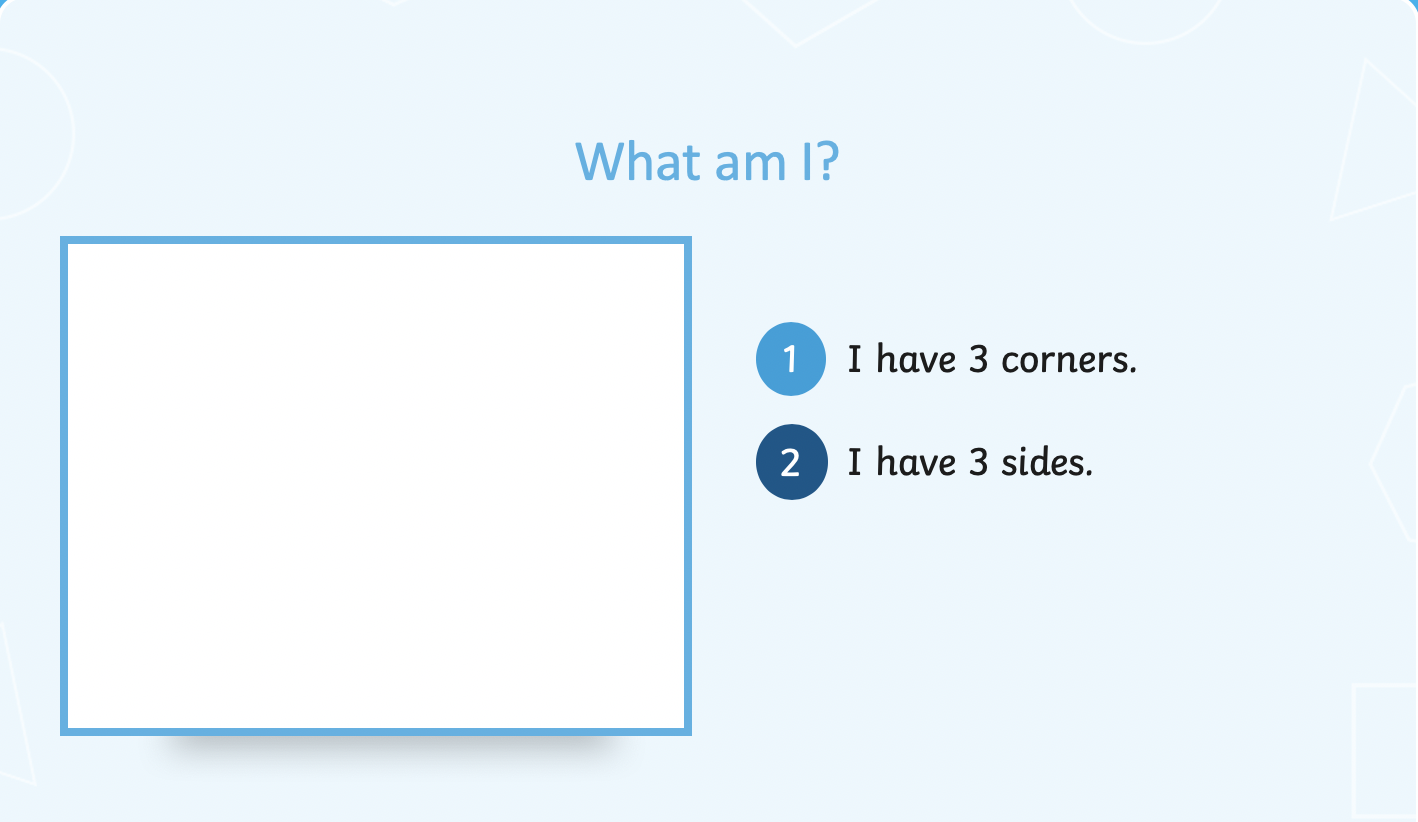 What am I?
1 I have 3 corners.
2 I have 3 sides.